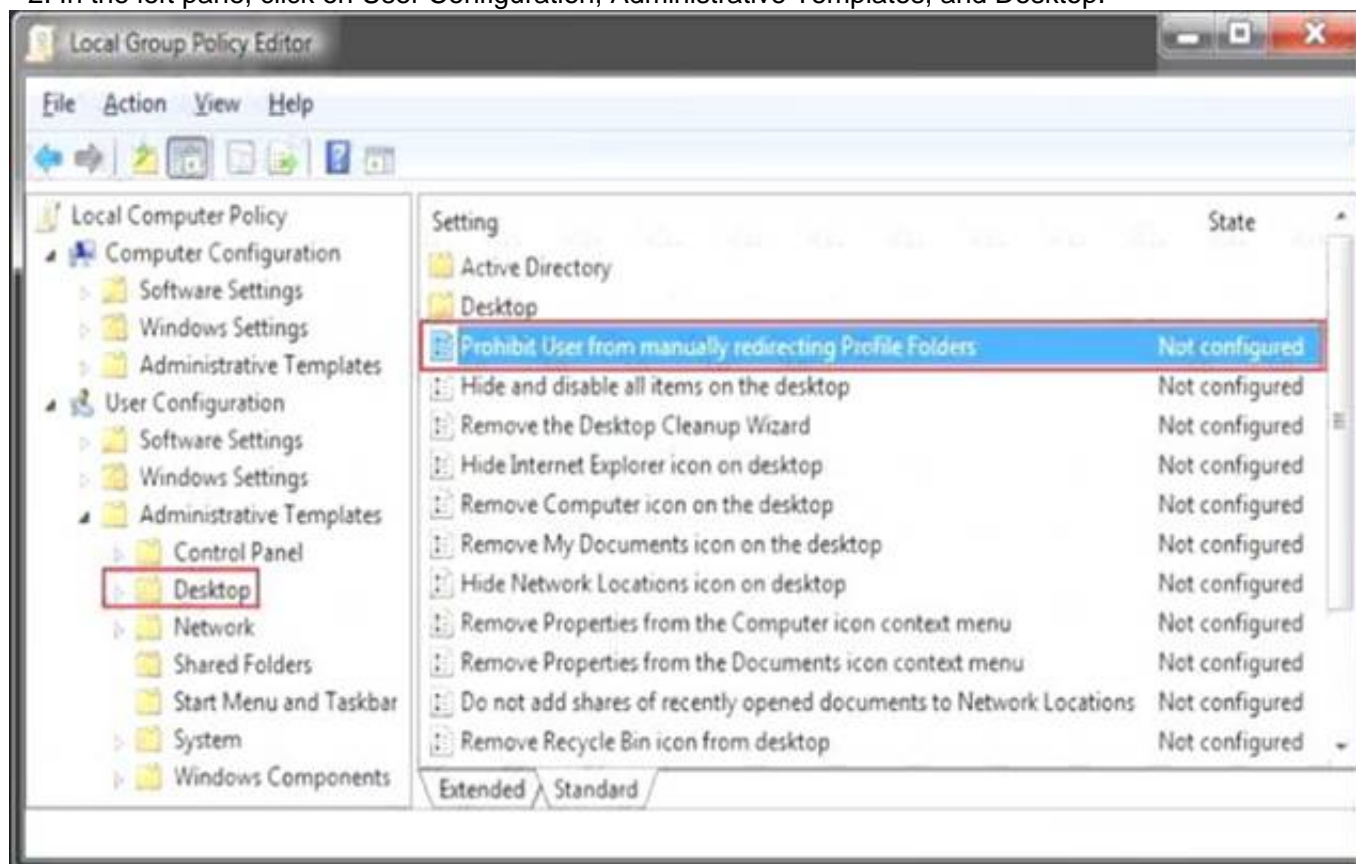 2. In the left pane, click on User Configuration, Administrative Templates, and Desktop.
Local Group Policy Editor
File Action View Help
Local Computer Policy
Computer Configuration
Software Settings
Windows Settings
Administrative Templates
User Configuration
Software Settings
Windows Settings
Administrative Templates
Control Panel
Desktop
Network
Shared Folders
Start Menu and Taskbar
System
Windows Components
Setting State
Active Directory
Desktop
Prohibit User from manually redirecting Profile Folders Not configured
Hide and disable all items on the desktop Not configured
Remove the Desktop Cleanup Wizard Not configured
Hide Internet Explorer icon on desktop Not configured
Remove Computer icon on the desktop Not configured
Remove My Documents icon on the desktop Not configured
Hide Network Locations icon on desktop Not configured
Remove Properties from the Computer icon context menu Not configured
Remove Properties from the Documents icon context menu Not configured
Do not add shares of recently opened documents to Network Locations Not configured
Remove Recycle Bin icon from desktop Not configured
Extended Standard